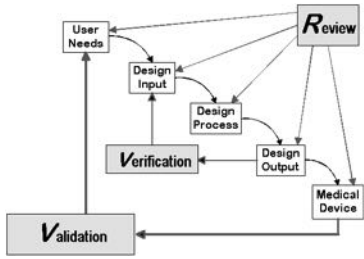 User
Needs
Review
Design
Input
Design
Process
Verification
Design
Output
Medical
Device
Validation